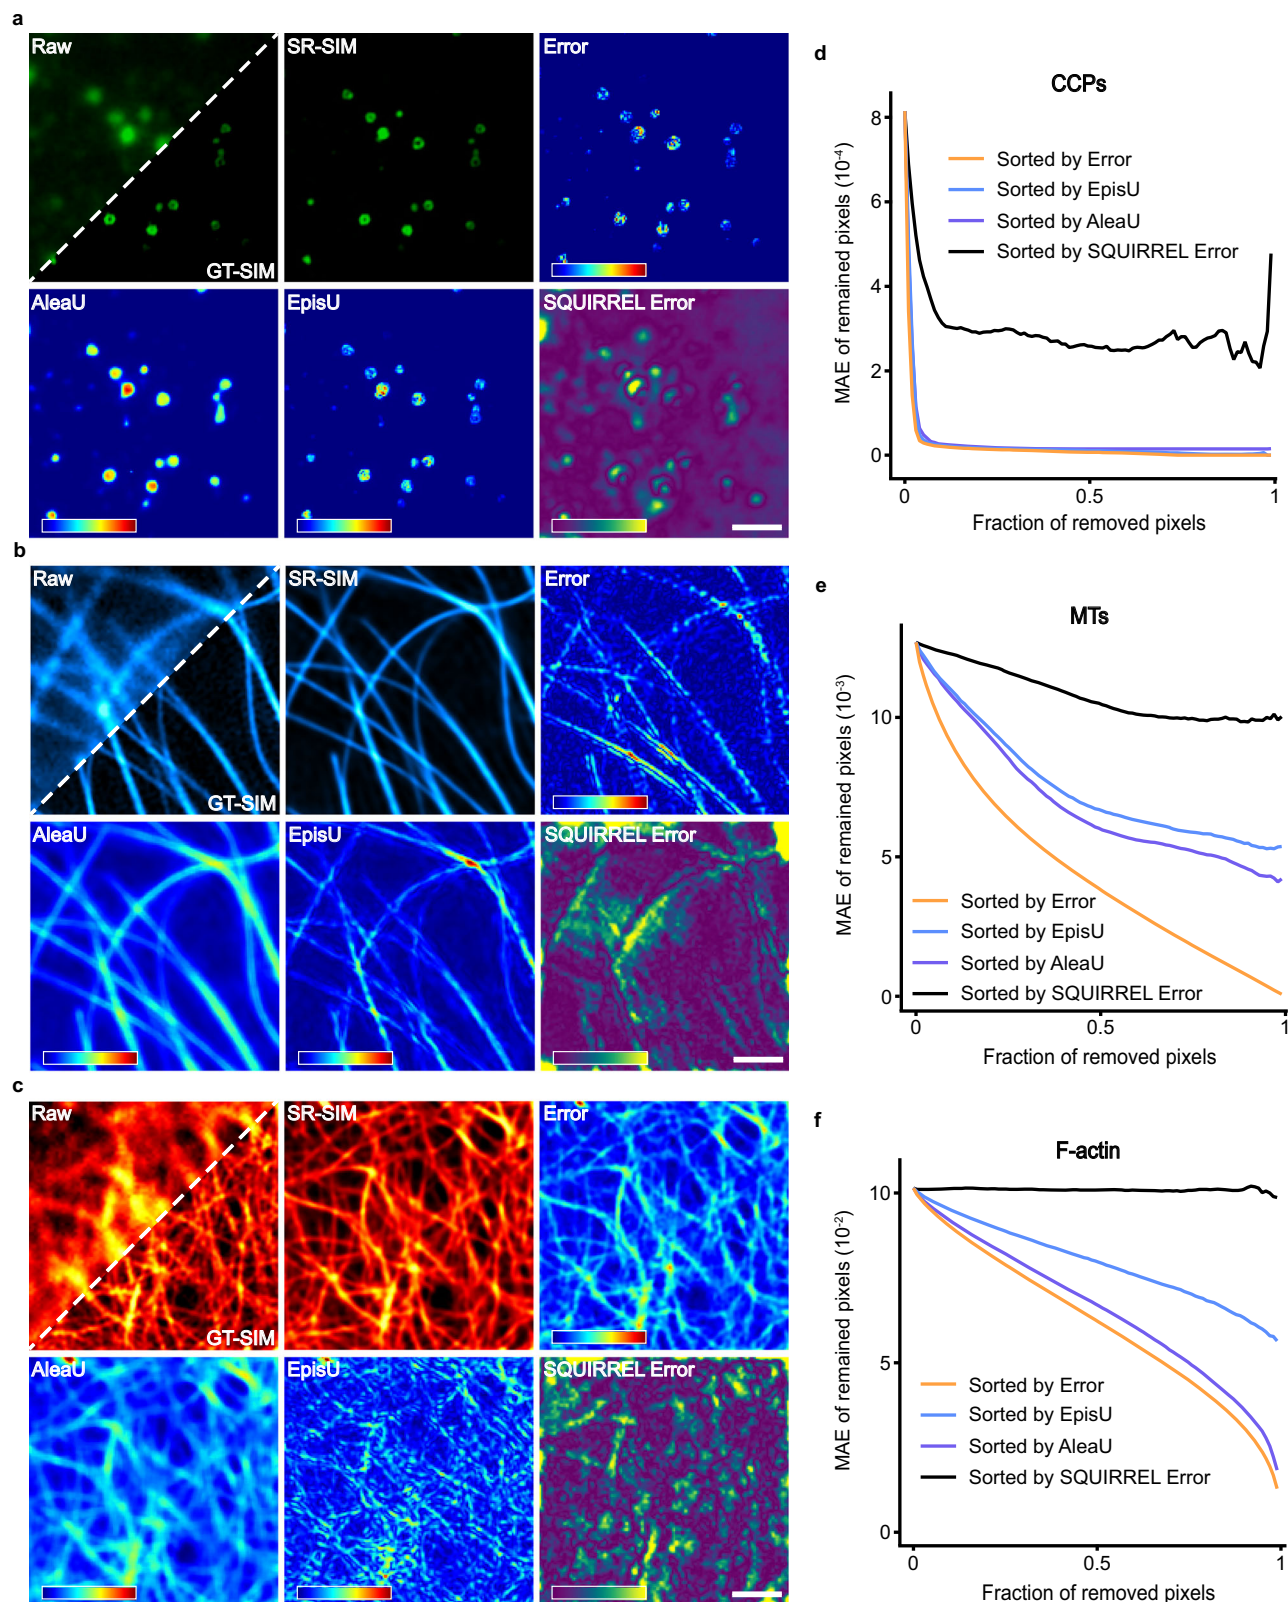 a
Raw
GT-SIM
SR-SIM
Error
AleaU
EpisU
SQUIRREL Error
b
Raw
GT-SIM
SR-SIM
Error
AleaU
EpisU
SQUIRREL Error
c
Raw
GT-SIM
SR-SIM
Error
AleaU
EpisU
SQUIRREL Error
d
CCPs
MAE of remained pixels (10⁻⁴)
8
6
4
2
0
Sorted by Error
Sorted by EpisU
Sorted by AleaU
Sorted by SQUIRREL Error
0
0.5
1
Fraction of removed pixels
e
MTs
MAE of remained pixels (10⁻³)
10
5
0
Sorted by Error
Sorted by EpisU
Sorted by AleaU
Sorted by SQUIRREL Error
0
0.5
1
Fraction of removed pixels
f
F-actin
MAE of remained pixels (10⁻²)
10
5
0
Sorted by Error
Sorted by EpisU
Sorted by AleaU
Sorted by SQUIRREL Error
0
0.5
1
Fraction of removed pixels